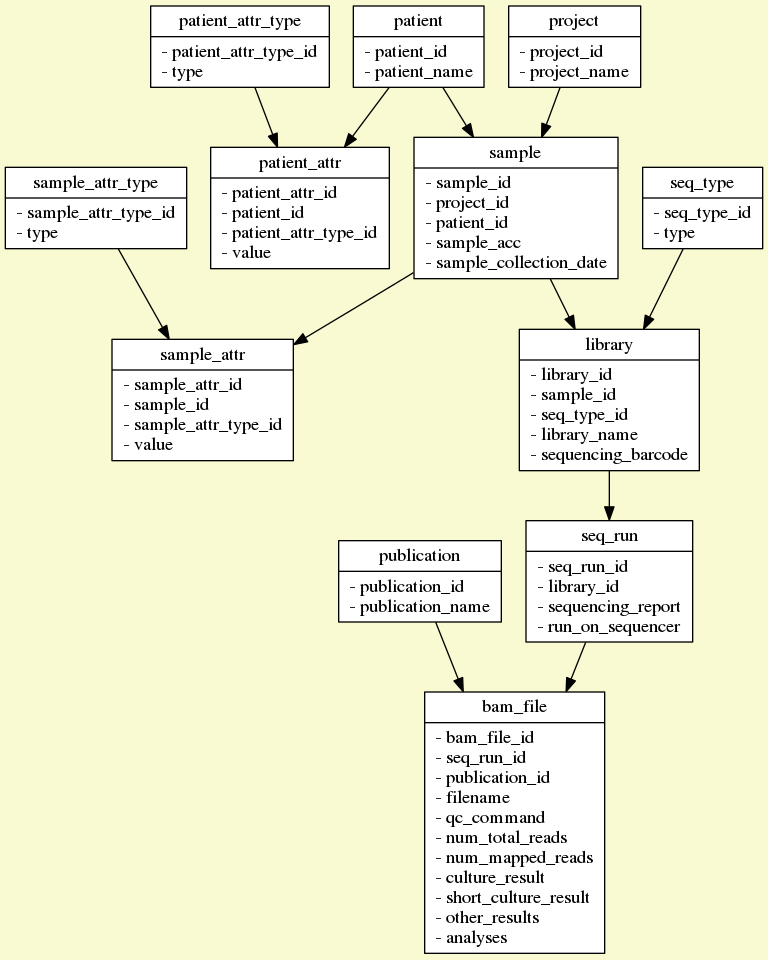 patient_attr_type
- patient_attr_type_id
- type
patient
- patient_id
- patient_name
project
- project_id
- project_name
patient_attr
- patient_attr_id
- patient_id
- patient_attr_type_id
- value
sample
- sample_id
- project_id
- patient_id
- sample_acc
- sample_collection_date
sample_attr_type
- sample_attr_type_id
- type
seq_type
- seq_type_id
- type
sample_attr
- sample_attr_id
- sample_id
- sample_attr_type_id
- value
library
- library_id
- sample_id
- seq_type_id
- library_name
- sequencing_barcode
publication
- publication_id
- publication_name
seq_run
- seq_run_id
- library_id
- sequencing_report
- run_on_sequencer
bam_file
- bam_file_id
- seq_run_id
- publication_id
- filename
- qc_command
- num_total_reads
- num_mapped_reads
- culture_result
- short_culture_result
- other_results
- analyses